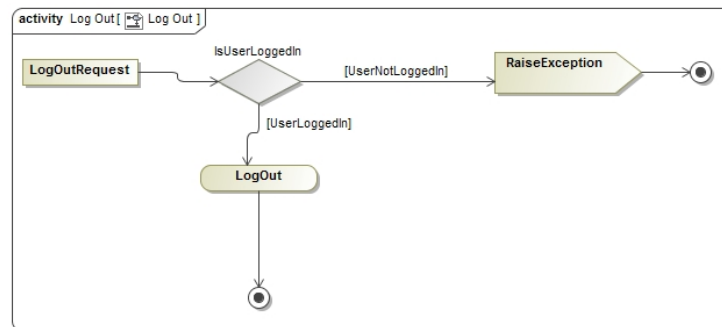 activity Log Out[ Log Out ]
IsUserLoggedIn
LogOutRequest
[UserNotLoggedIn]
RaiseException
[UserLoggedIn]
LogOut